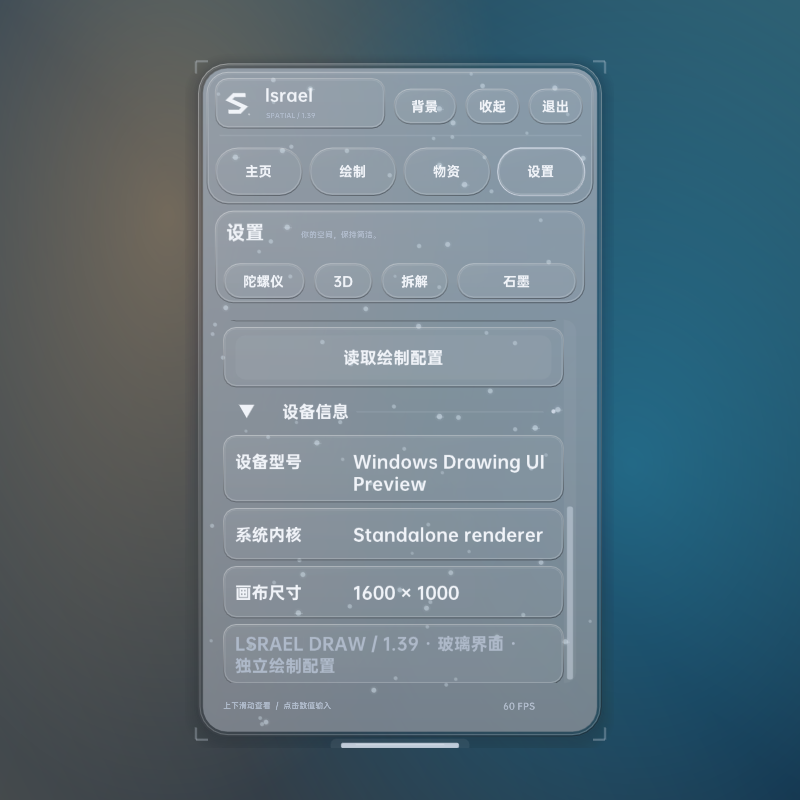 Israel
SPATIAL / 1.39
背景
收起
退出
主页
绘制
物资
设置
设置
你的空间，保持简洁。
陀螺仪
3D
拆解
石墨
读取绘制配置
设备信息
设备型号
Windows Drawing UI
Preview
系统内核
Standalone renderer
画布尺寸
1600 × 1000
LSRAEL DRAW / 1.39 · 玻璃界面 ·
独立绘制配置
上下滑动查看 / 点击数值输入
60 FPS